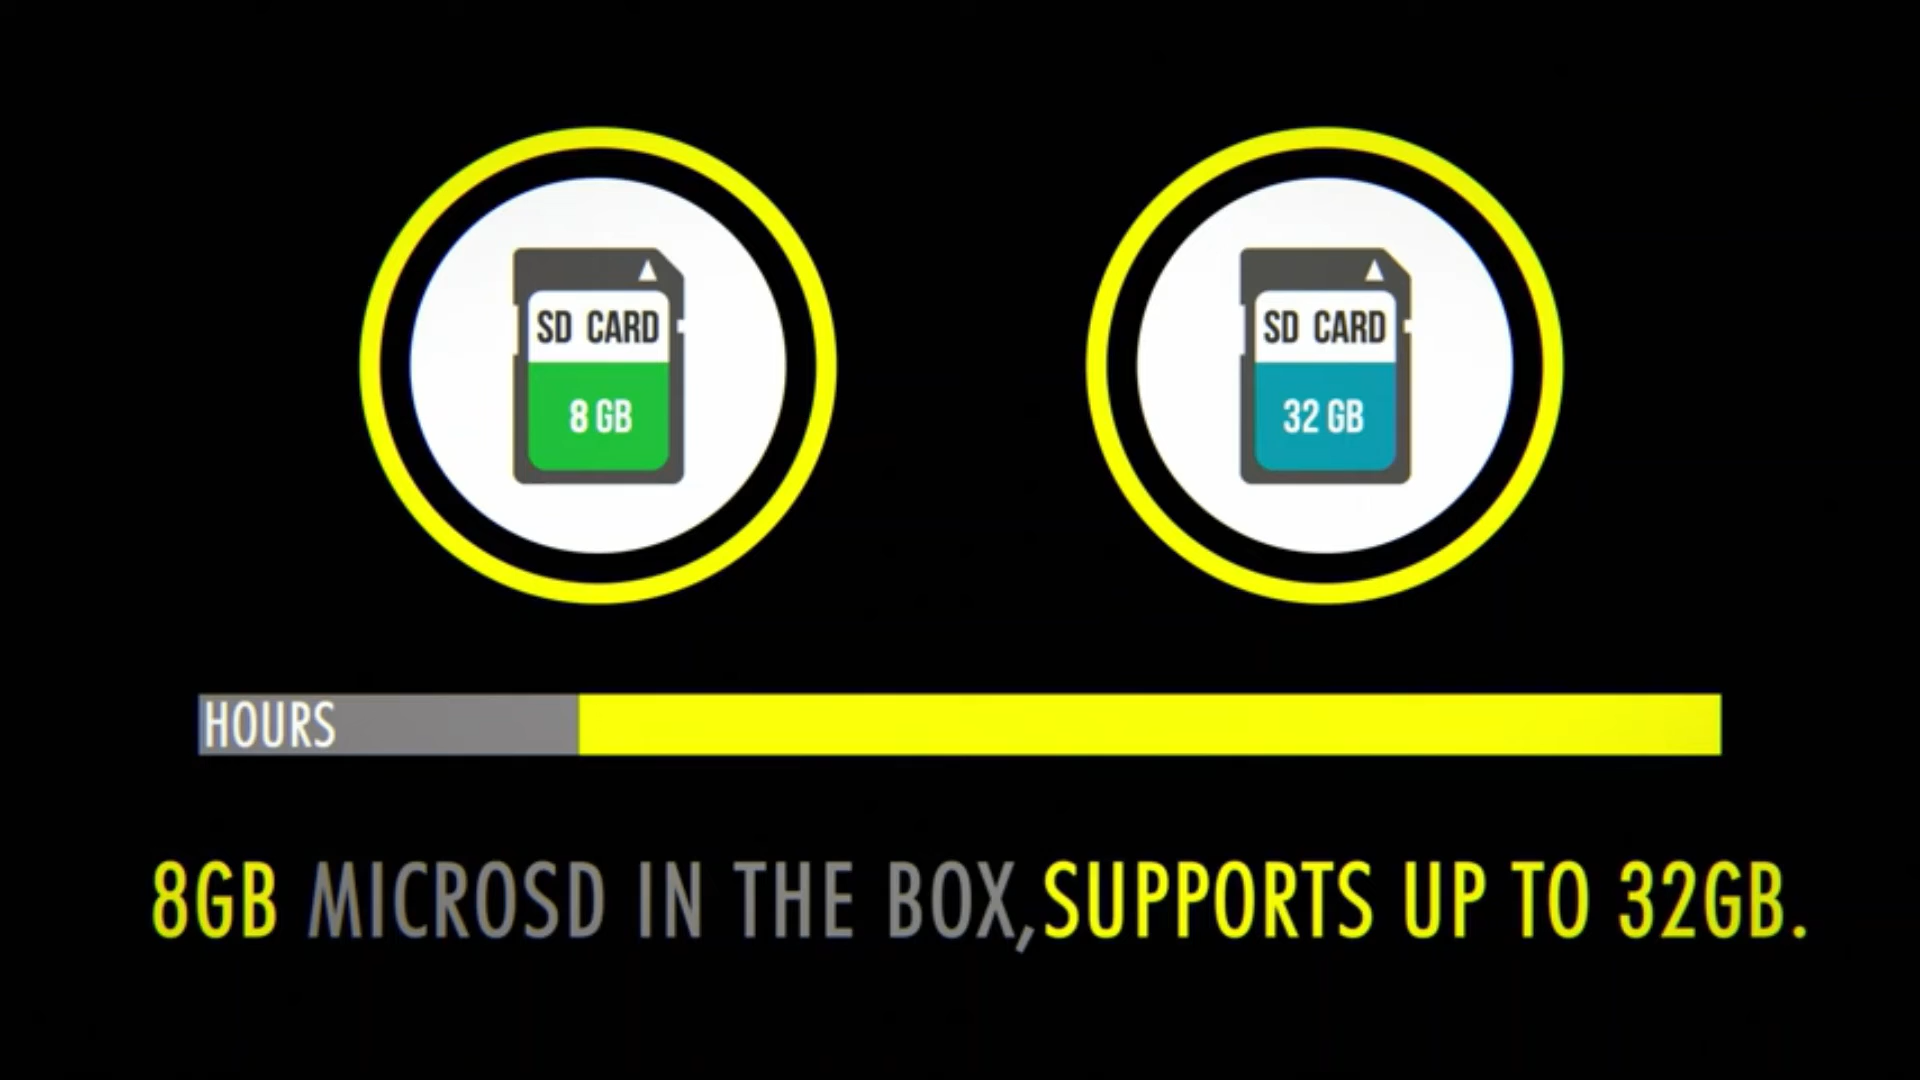 SD CARD
8 GB
SD CARD
32 GB
HOURS
8GB MICROSD IN THE BOX,SUPPORTS UP TO 32GB.